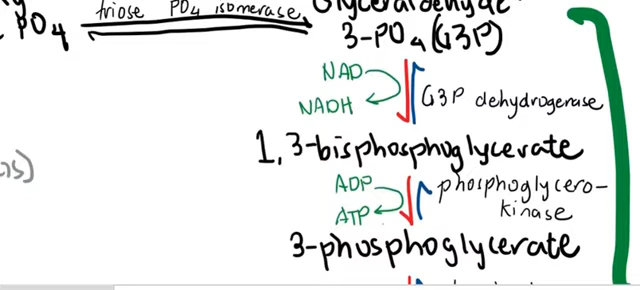 triose PO4 isomerase
Glyceraldehyde
PO4
3-PO4 (G3P)
NAD
NADH
G3P dehydrogenase
1,3-bisphosphoglycerate
ADP
ATP
phosphoglycero-
kinase
3-phosphoglycerate